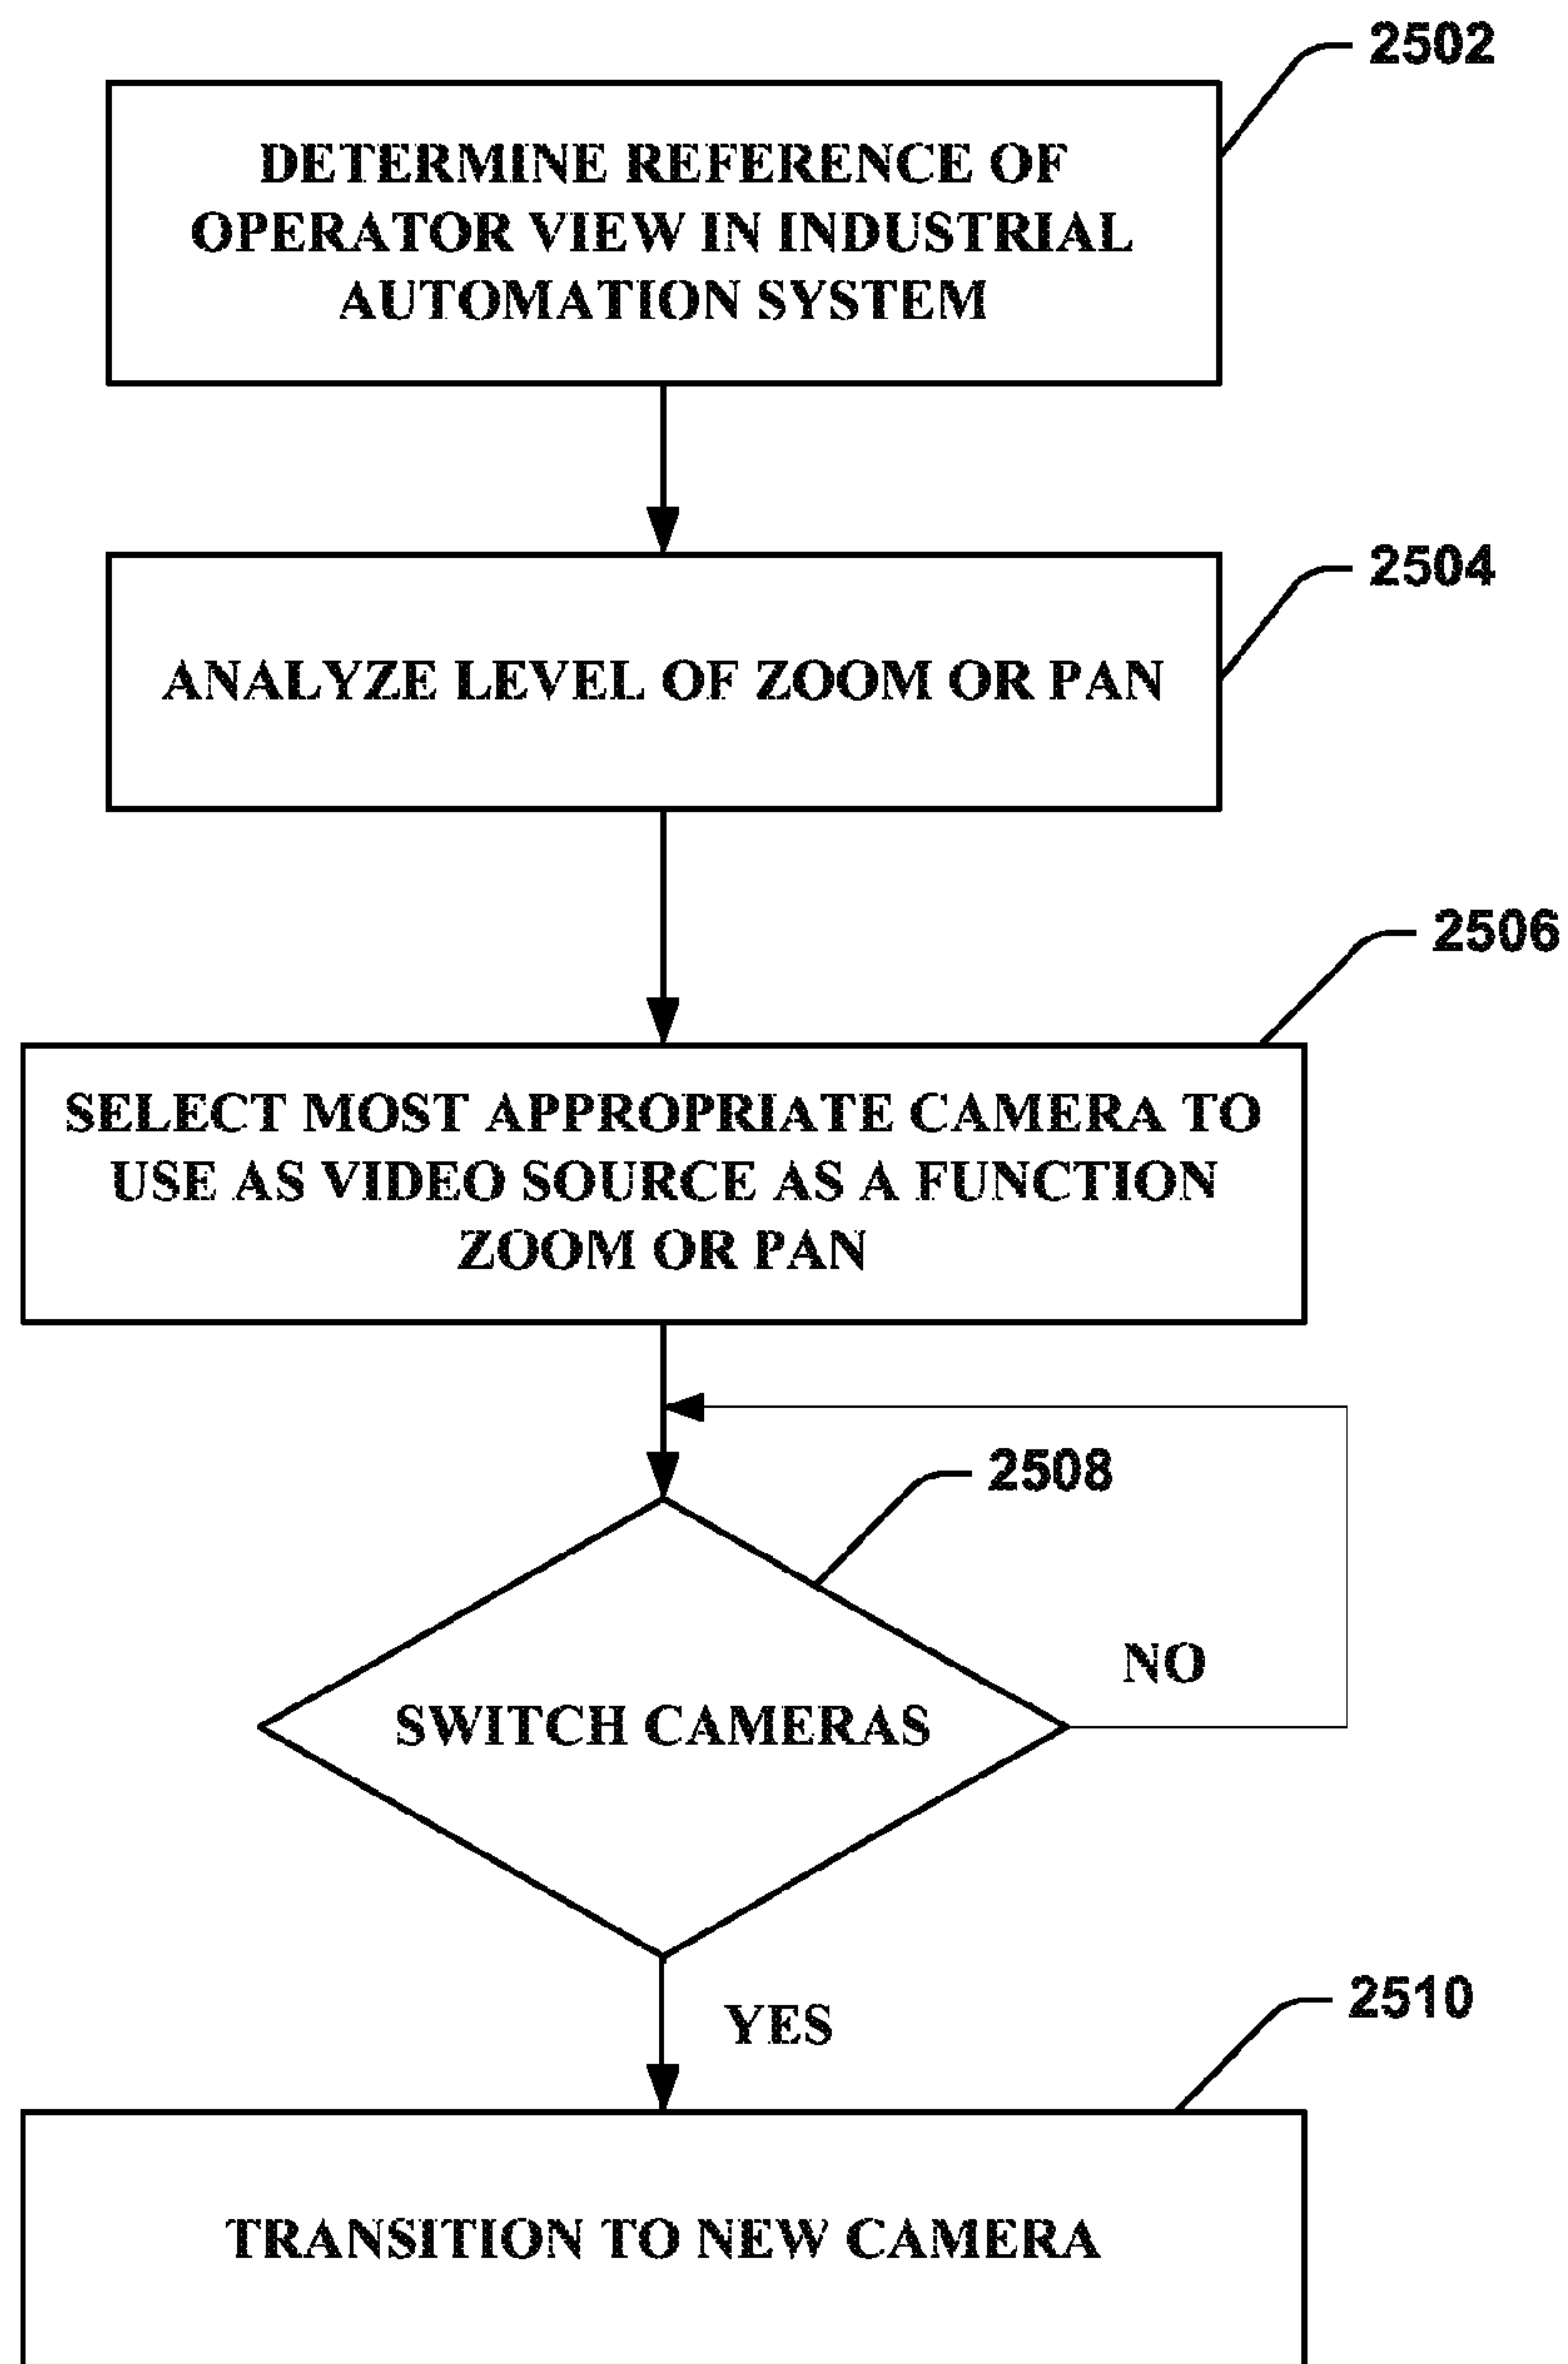 2502
DETERMINE REFERENCE OF
OPERATOR VIEW IN INDUSTRIAL
AUTOMATION SYSTEM
2504
ANALYZE LEVEL OF ZOOM OR PAN
2506
SELECT MOST APPROPRIATE CAMERA TO
USE AS VIDEO SOURCE AS A FUNCTION
ZOOM OR PAN
2508
NO
SWITCH CAMERAS
YES
2510
TRANSITION TO NEW CAMERA